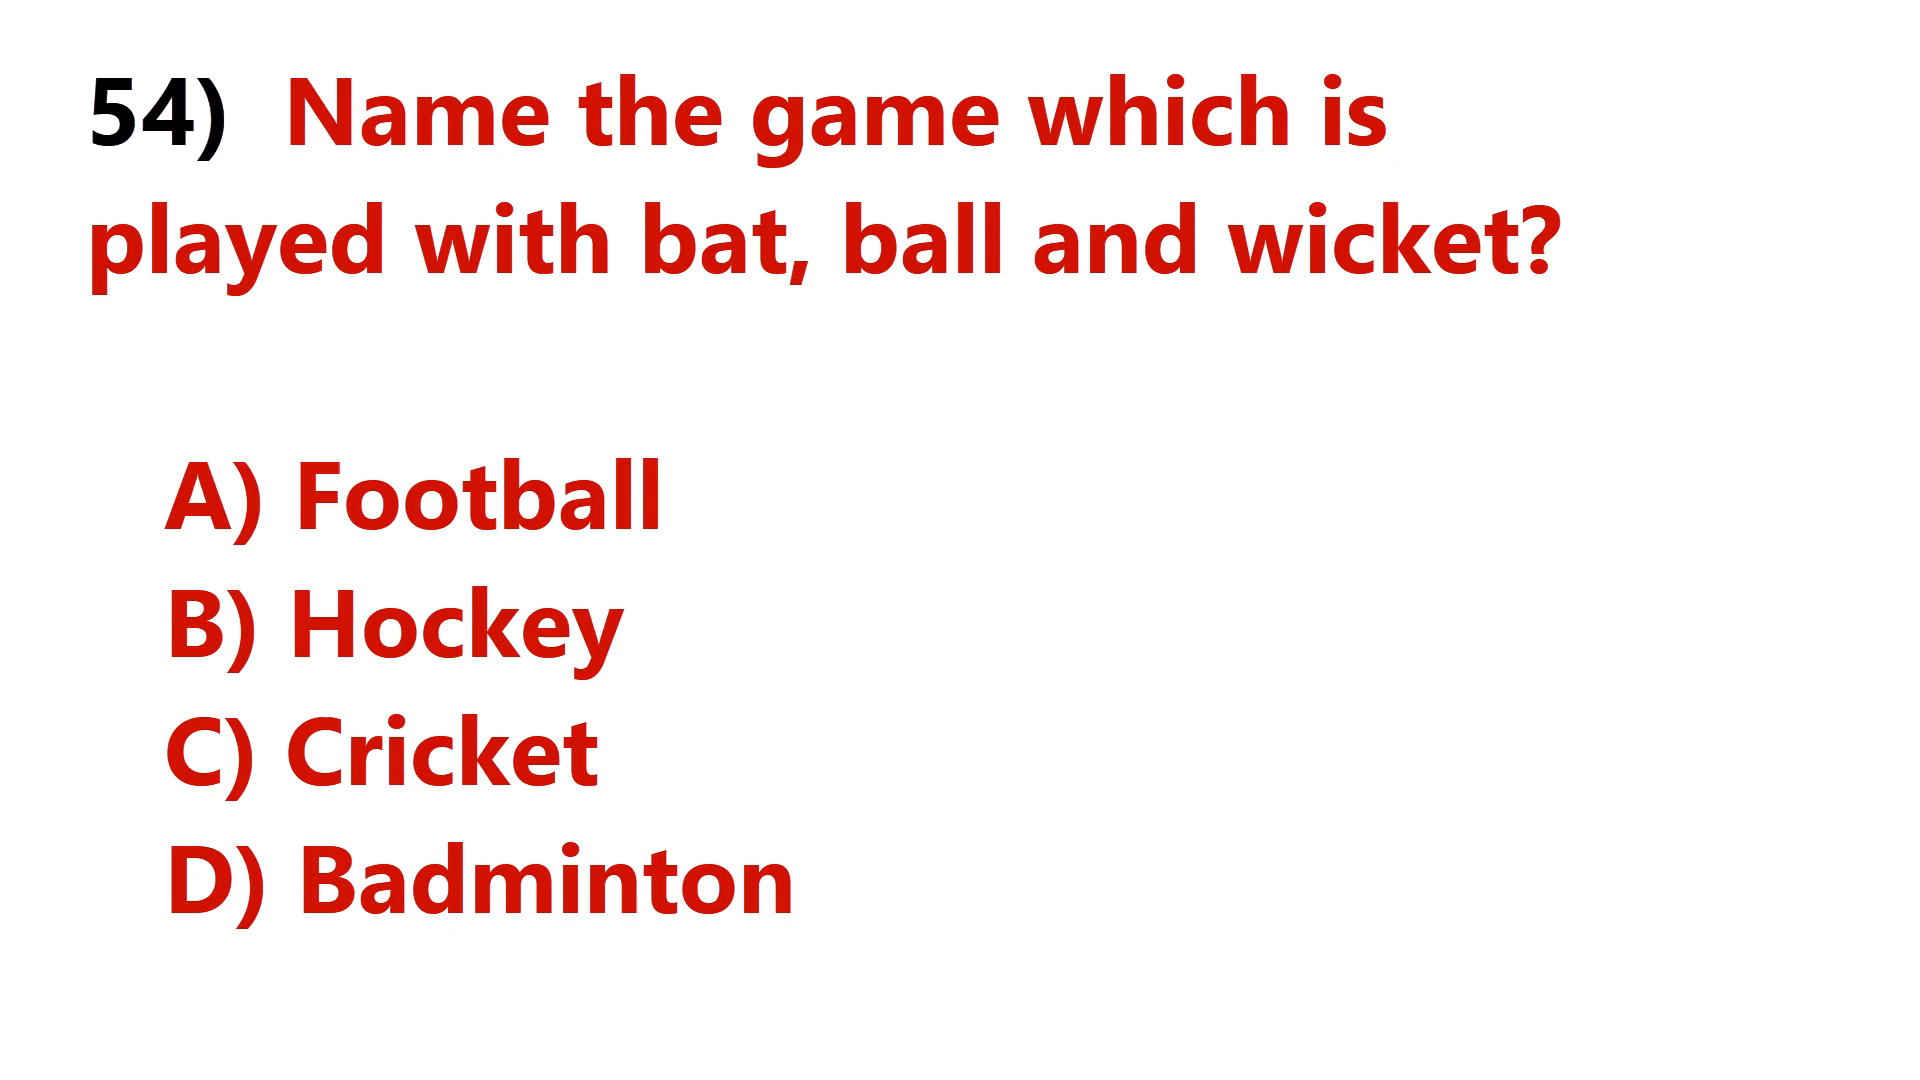 54) Name the game which is
played with bat, ball and wicket?
A) Football
B) Hockey
C) Cricket
D) Badminton